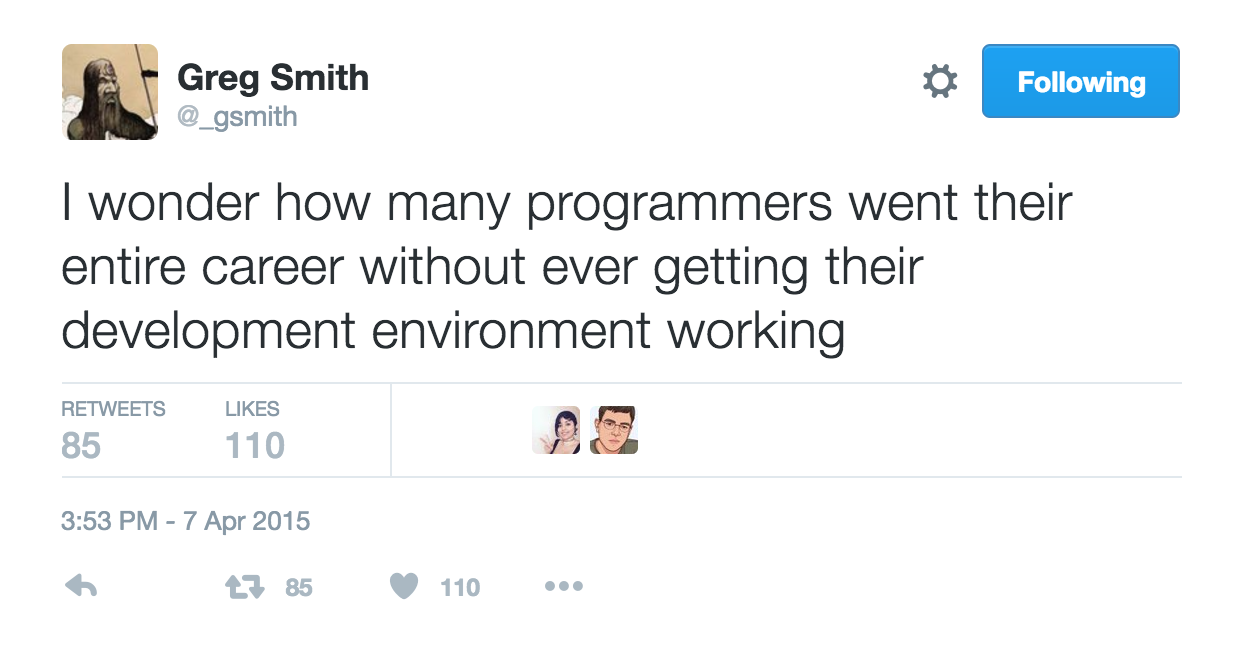 Greg Smith
@_gsmith
Following
I wonder how many programmers went their
entire career without ever getting their
development environment working
RETWEETS LIKES
85 110
3:53 PM - 7 Apr 2015
85 110